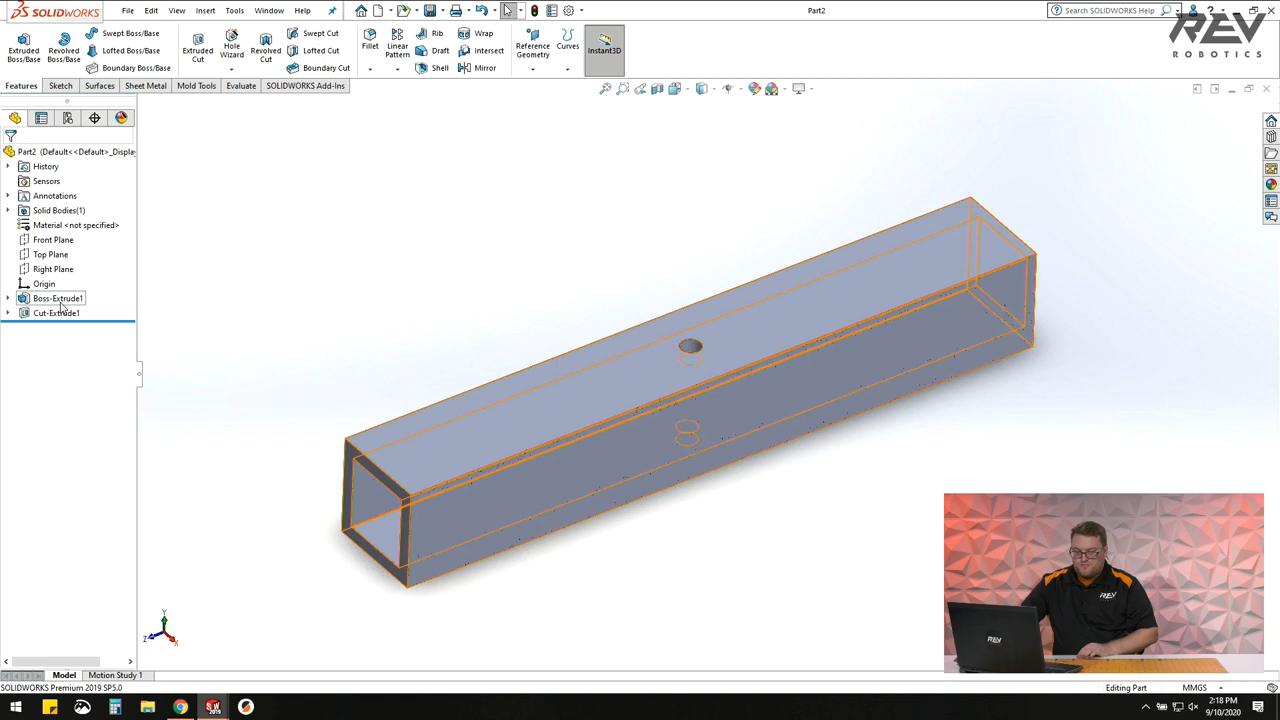 SOLIDWORKS
File Edit View Insert Tools Window Help
Part2
Search SOLIDWORKS Help
Extruded Boss/Base
Revolved Boss/Base
Swept Boss/Base
Lofted Boss/Base
Boundary Boss/Base
Extruded Cut
Hole Wizard
Revolved Cut
Swept Cut
Lofted Cut
Boundary Cut
Fillet
Linear Pattern
Rib
Draft
Shell
Wrap
Intersect
Mirror
Reference Geometry
Curves
Instant3D
REV
ROBOTICS
Features Sketch Surfaces Sheet Metal Mold Tools Evaluate SOLIDWORKS Add-Ins
Part2 (Default<<Default>_Display
History
Sensors
Annotations
Solid Bodies(1)
Material <not specified>
Front Plane
Top Plane
Right Plane
Origin
Boss-Extrude1
Cut-Extrude1
Y
Z
X
REV
REV
Model Motion Study 1
SOLIDWORKS Premium 2019 SP5.0
Editing Part
MMGS
2:18 PM
9/10/2020